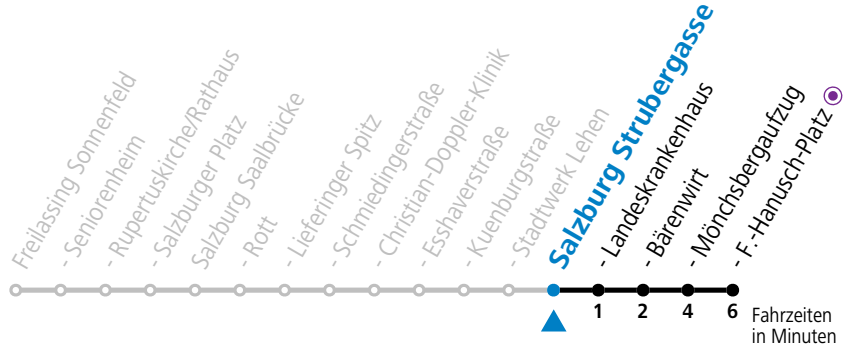 Freilassing Sonnenfeld
- Seniorenheim
- Rupertuskirche/Rathaus
- Salzburger Platz
Salzburg Saalbrücke
- Rott
- Lieferinger Spitz
- Schmiedingerstraße
- Christian-Doppler-Klinik
- Esshaverstraße
- Kuenburgstraße
- Stadtwerk Lehen
Salzburg Strubergasse
- Landeskrankenhaus
- Bärenwirt
- Mönchsbergaufzug
- F.-Hanusch-Platz
1 2 4 6 Fahrzeiten
in Minuten